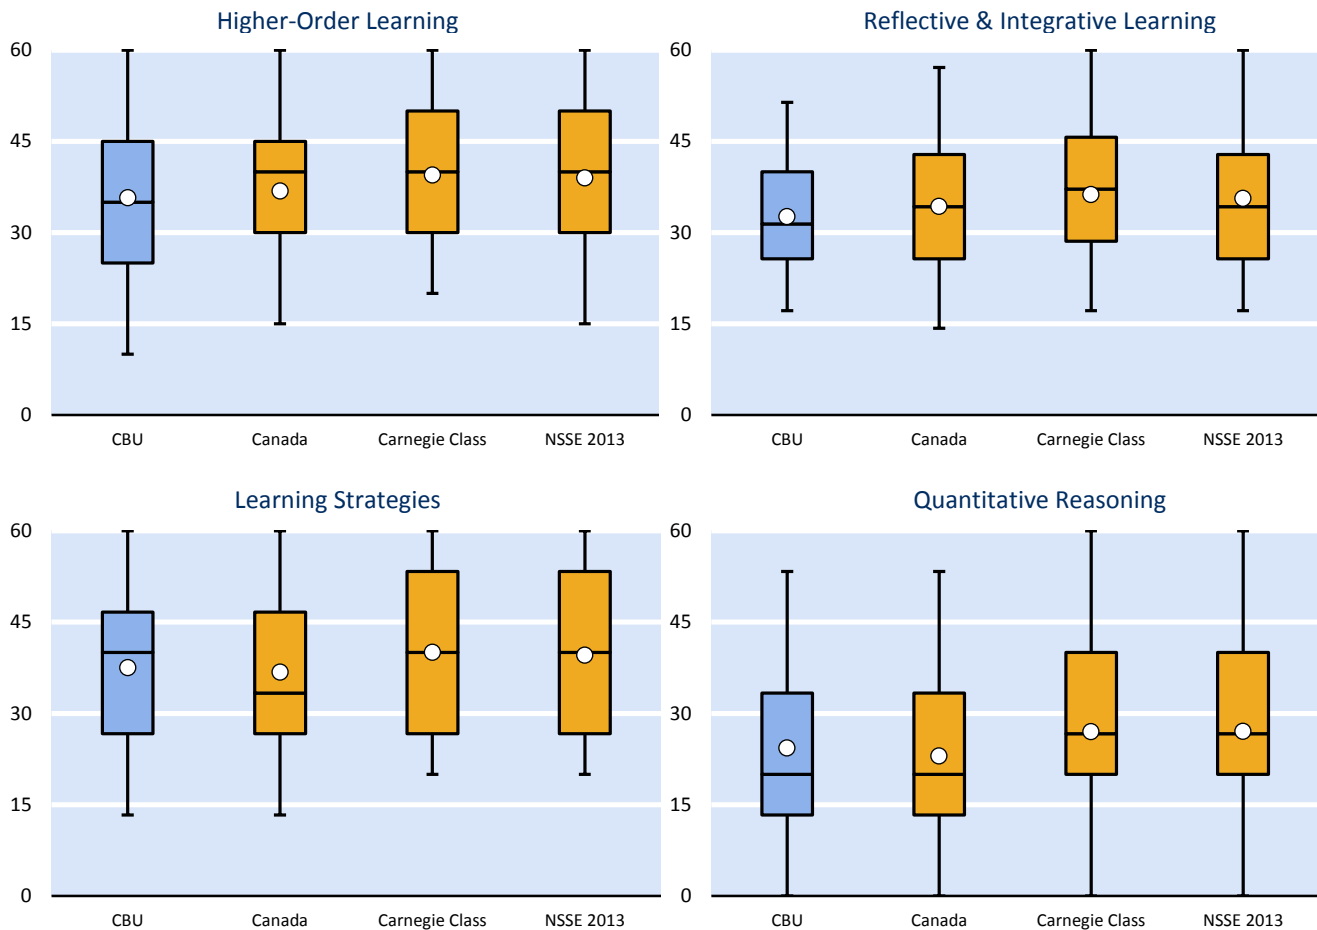 Higher-Order Learning
60
45
30
15
0
CBU Canada Carnegie Class NSSE 2013
Reflective & Integrative Learning
60
45
30
15
0
CBU Canada Carnegie Class NSSE 2013
Learning Strategies
60
45
30
15
0
CBU Canada Carnegie Class NSSE 2013
Quantitative Reasoning
60
45
30
15
0
CBU Canada Carnegie Class NSSE 2013